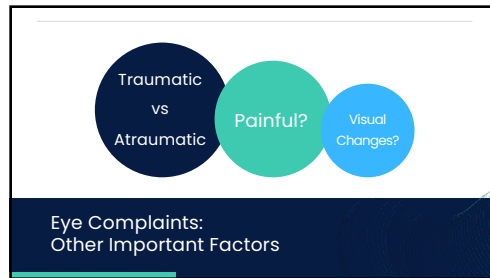 Traumatic
vs
Atraumatic
Painful?
Visual
Changes?
Eye Complaints:
Other Important Factors